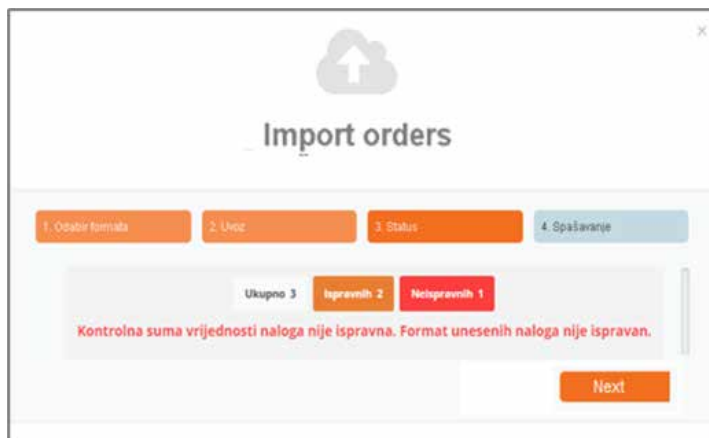 ×
Import orders
1. Odabir formata 2. Uvoz 3. Status 4. Spašavanje
Ukupno 3 Ispravnih 2 Neispravnih 1
Kontrolna suma vrijednosti naloga nije ispravna. Format unesenih naloga nije ispravan.
Next